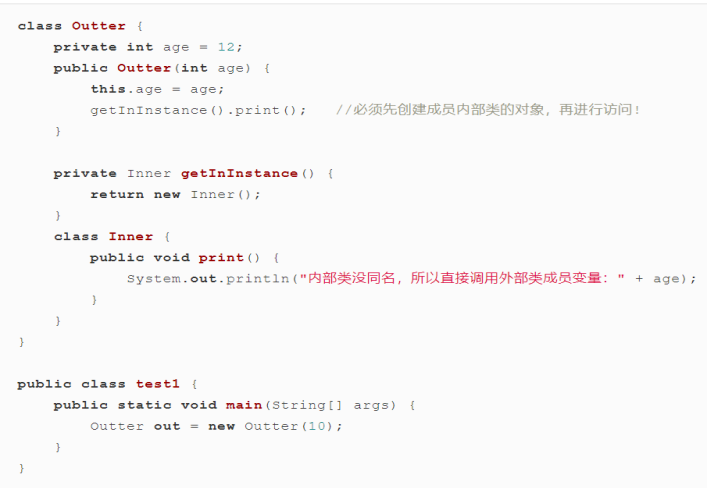 class Outter {
    private int age = 12;
    public Outter(int age) {
        this.age = age;
        getInInstance().print();   //必须先创建成员内部类的对象，再进行访问！
    }

    private Inner getInInstance() {
        return new Inner();
    }
    class Inner {
        public void print() {
            System.out.println("内部类没同名，所以直接调用外部类成员变量：" + age);
        }
    }
}

public class test1 {
    public static void main(String[] args) {
        Outter out = new Outter(10);
    }
}